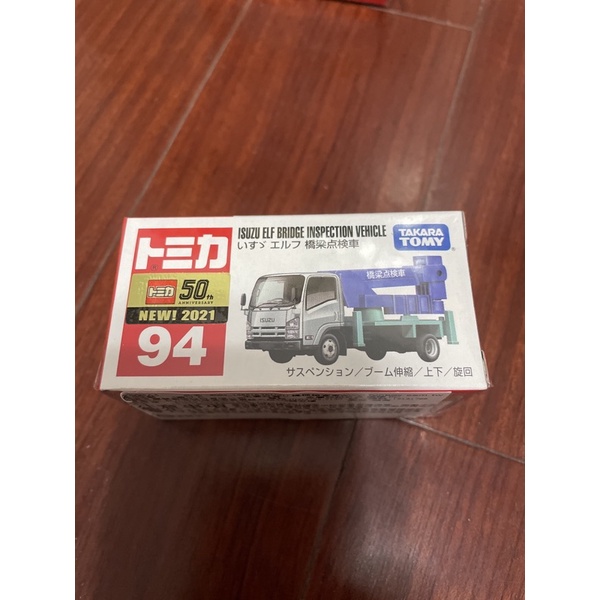 トミカ
トミカ 50th
ANNIVERSARY
NEW! 2021
94
ISUZU ELF BRIDGE INSPECTION VEHICLE
いすゞ エルフ 橋梁点検車
TAKARA
TOMY
橋梁点検車
ISUZU
サスペンション／ブーム伸縮／上下／旋回